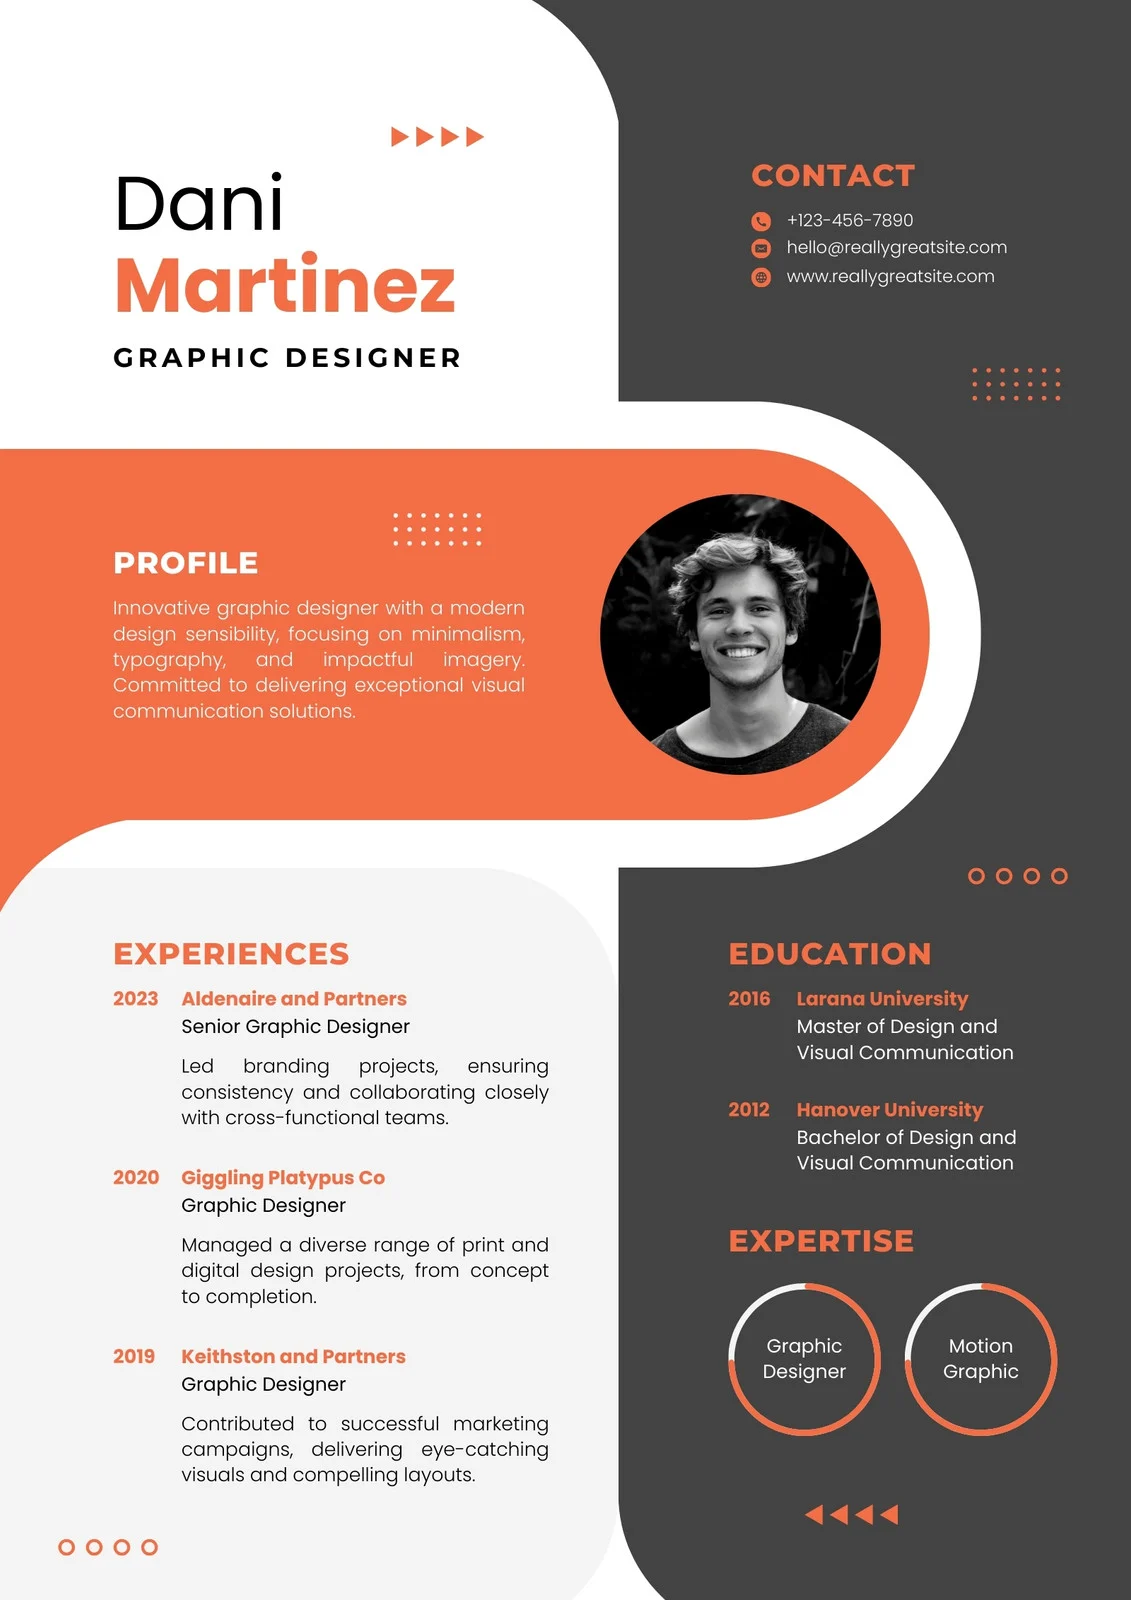 Dani
Martinez
GRAPHIC DESIGNER
CONTACT
+123-456-7890
hello@reallygreatsite.com
www.reallygreatsite.com
PROFILE
Innovative graphic designer with a modern
design sensibility, focusing on minimalism,
typography, and impactful imagery.
Committed to delivering exceptional visual
communication solutions.
EXPERIENCES
2023 Aldenaire and Partners
Senior Graphic Designer
Led branding projects, ensuring
consistency and collaborating closely
with cross-functional teams.
2020 Giggling Platypus Co
Graphic Designer
Managed a diverse range of print and
digital design projects, from concept
to completion.
2019 Keithston and Partners
Graphic Designer
Contributed to successful marketing
campaigns, delivering eye-catching
visuals and compelling layouts.
EDUCATION
2016 Larana University
Master of Design and
Visual Communication
2012 Hanover University
Bachelor of Design and
Visual Communication
EXPERTISE
Graphic
Designer
Motion
Graphic